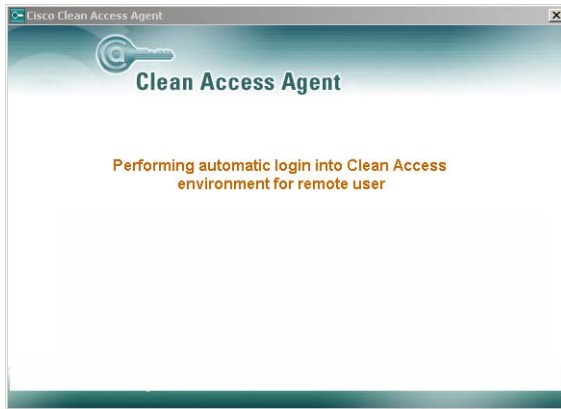 Cisco Clean Access Agent
Clean Access Agent
Performing automatic login into Clean Access
environment for remote user